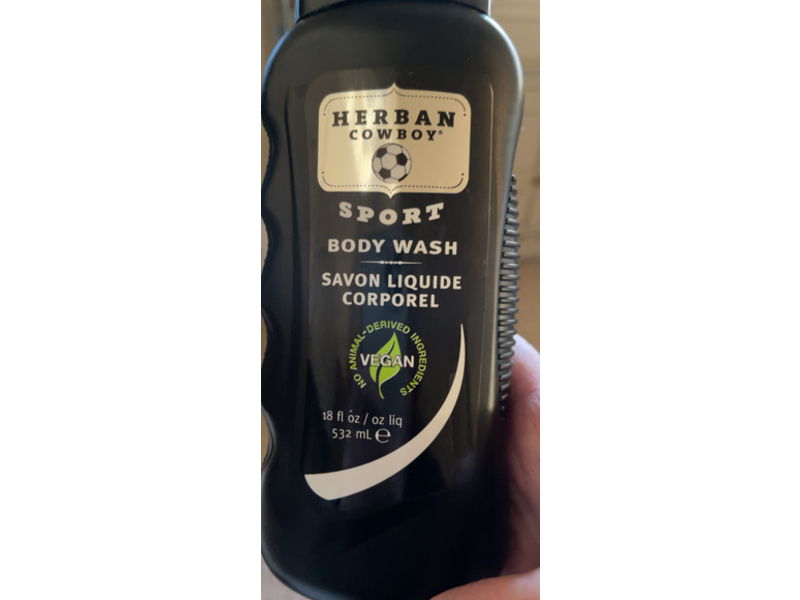 HERBAN
COWBOY®
SPORT
BODY WASH
SAVON LIQUIDE
CORPOREL
NO ANIMAL-DERIVED INGREDIENTS
VEGAN
18 fl oz / oz liq
532 mL ℮